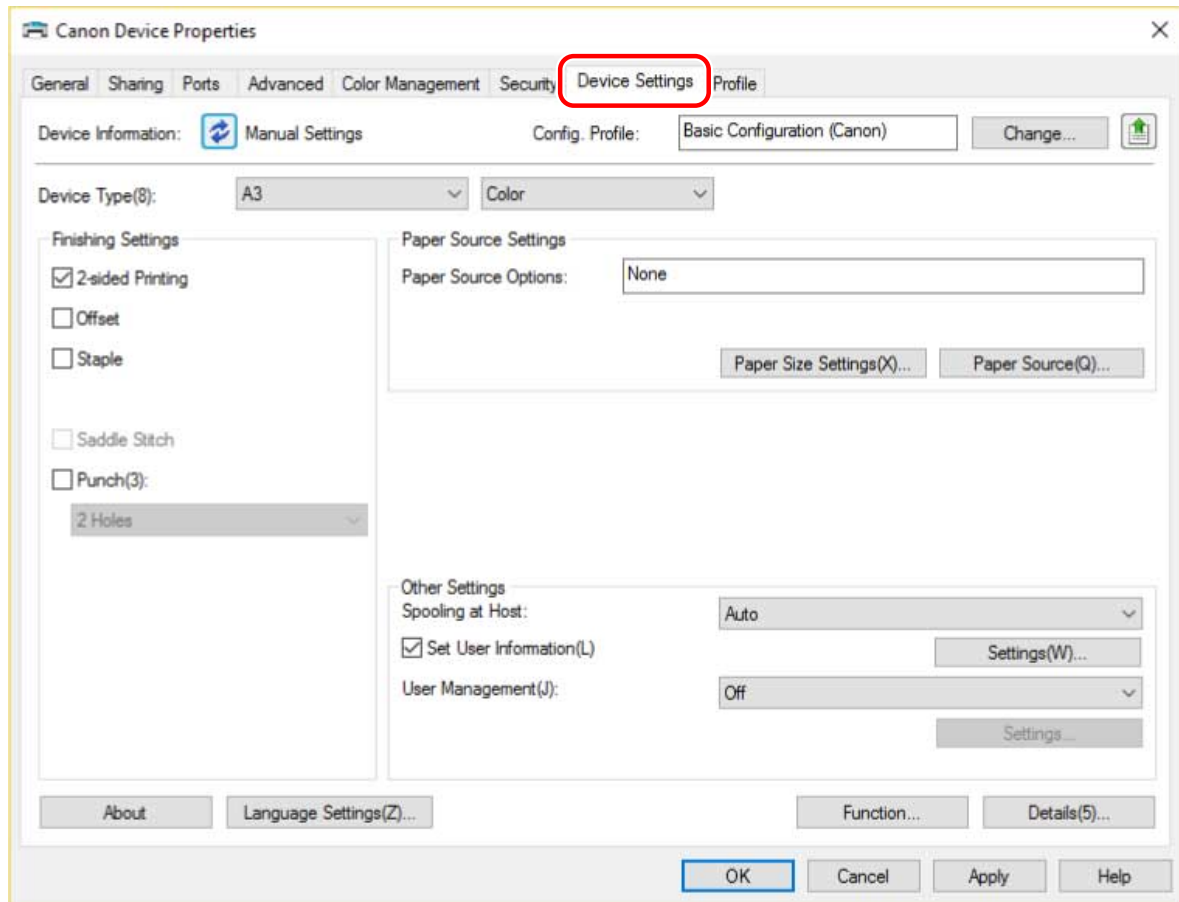 Canon Device Properties
General Sharing Ports Advanced Color Management Security Device Settings Profile
Device Information: Manual Settings Config. Profile: Basic Configuration (Canon) Change...
Device Type(8): A3 Color
Finishing Settings
2-sided Printing
Offset
Staple
Saddle Stitch
Punch(3):
2 Holes
Paper Source Settings
Paper Source Options: None
Paper Size Settings(X)... Paper Source(Q)...
Other Settings
Spooling at Host: Auto
Set User Information(L) Settings(W)...
User Management(J): Off
Settings...
About Language Settings(Z)... Function... Details(5)...
OK Cancel Apply Help